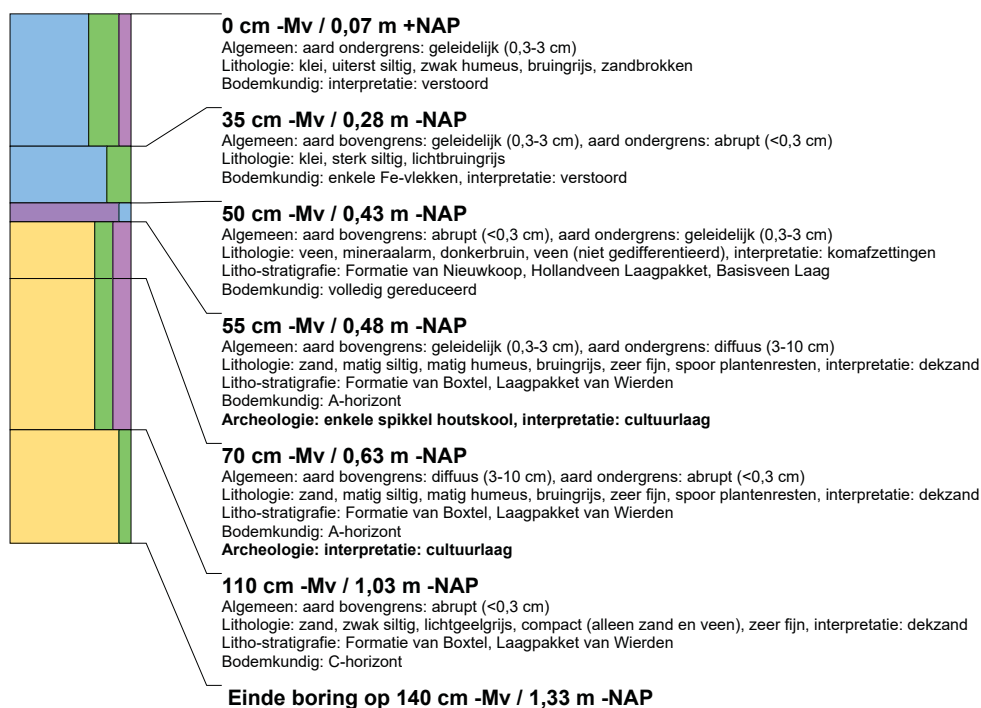 0 cm -Mv / 0,07 m +NAP
Algemeen: aard ondergrens: geleidelijk (0,3-3 cm)
Lithologie: klei, uiterst siltig, zwak humeus, bruingrijs, zandbrokken
Bodemkundig: interpretatie: verstoord
35 cm -Mv / 0,28 m -NAP
Algemeen: aard bovengrens: geleidelijk (0,3-3 cm), aard ondergrens: abrupt (<0,3 cm)
Lithologie: klei, sterk siltig, lichtbruingrijs
Bodemkundig: enkele Fe-vlekken, interpretatie: verstoord
50 cm -Mv / 0,43 m -NAP
Algemeen: aard bovengrens: abrupt (<0,3 cm), aard ondergrens: geleidelijk (0,3-3 cm)
Lithologie: veen, mineraalarm, donkerbruin, veen (niet gedifferentieerd), interpretatie: komafzettingen
Litho-stratigrafie: Formatie van Nieuwkoop, Hollandveen Laagpakket, Basisveen Laag
Bodemkundig: volledig gereduceerd
55 cm -Mv / 0,48 m -NAP
Algemeen: aard bovengrens: geleidelijk (0,3-3 cm), aard ondergrens: diffuus (3-10 cm)
Lithologie: zand, matig siltig, matig humeus, bruingrijs, zeer fijn, spoor plantenresten, interpretatie: dekzand
Litho-stratigrafie: Formatie van Boxtel, Laagpakket van Wierden
Bodemkundig: A-horizont
Archeologie: enkele spikkel houtskool, interpretatie: cultuurlaag
70 cm -Mv / 0,63 m -NAP
Algemeen: aard bovengrens: diffuus (3-10 cm), aard ondergrens: abrupt (<0,3 cm)
Lithologie: zand, matig siltig, matig humeus, bruingrijs, zeer fijn, spoor plantenresten, interpretatie: dekzand
Litho-stratigrafie: Formatie van Boxtel, Laagpakket van Wierden
Bodemkundig: A-horizont
Archeologie: interpretatie: cultuurlaag
110 cm -Mv / 1,03 m -NAP
Algemeen: aard bovengrens: abrupt (<0,3 cm)
Lithologie: zand, zwak siltig, lichtgeelgrijs, compact (alleen zand en veen), zeer fijn, interpretatie: dekzand
Litho-stratigrafie: Formatie van Boxtel, Laagpakket van Wierden
Bodemkundig: C-horizont
Einde boring op 140 cm -Mv / 1,33 m -NAP